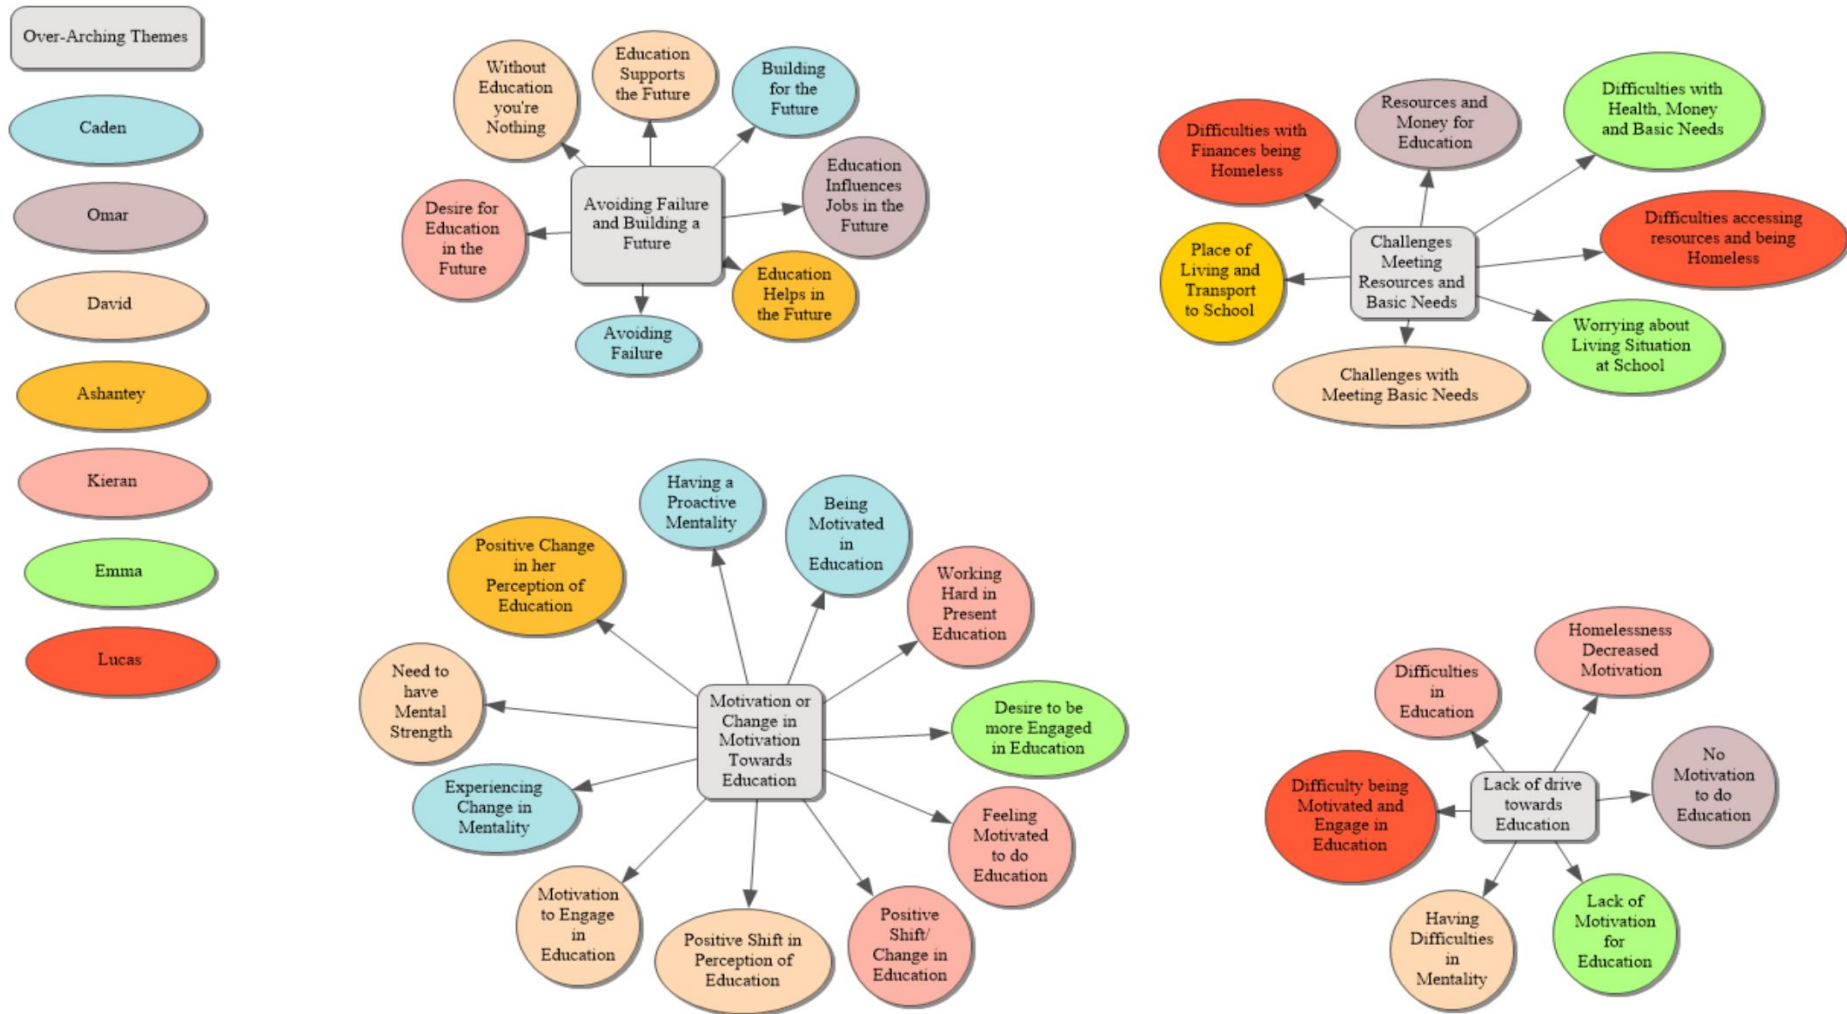 Over-Arching Themes
Caden
Omar
David
Ashantey
Kieran
Emma
Lucas
Without
Education
you're
Nothing
Education
Supports
the Future
Building
for the
Future
Education
Influences
Jobs in the
Future
Desire for
Education
in the
Future
Avoiding Failure
and Building a
Future
Education
Helps in
the Future
Avoiding
Failure
Difficulties with
Finances being
Homeless
Resources and
Money for
Education
Difficulties with
Health, Money
and Basic Needs
Difficulties accessing
resources and being
Homeless
Place of
Living and
Transport
to School
Challenges
Meeting
Resources and
Basic Needs
Worrying about
Living Situation
at School
Challenges with
Meeting Basic Needs
Having a
Proactive
Mentality
Being
Motivated
in
Education
Positive Change
in her
Perception of
Education
Working
Hard in
Present
Education
Need to
have
Mental
Strength
Motivation or
Change in
Motivation
Towards
Education
Desire to be
more Engaged
in Education
Experiencing
Change in
Mentality
Feeling
Motivated
to do
Education
Motivation
to Engage
in
Education
Positive Shift in
Perception of
Education
Positive
Shift/
Change in
Education
Homelessness
Decreased
Motivation
Difficulties
in
Education
No
Motivation
to do
Education
Difficulty being
Motivated and
Engage in
Education
Lack of drive
towards
Education
Having
Difficulties
in
Mentality
Lack of
Motivation
for
Education